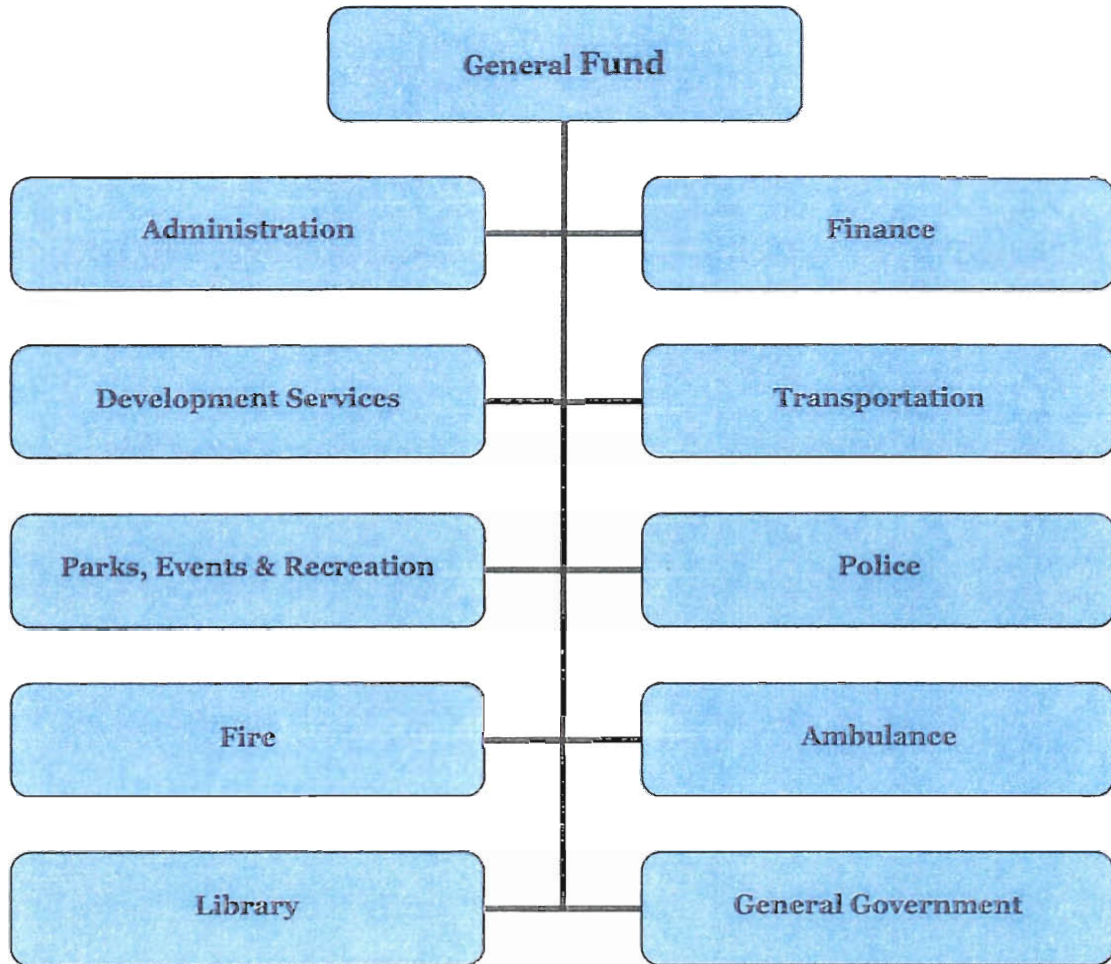 General Fund
Administration
Finance
Development Services
Transportation
Parks, Events & Recreation
Police
Fire
Ambulance
Library
General Government